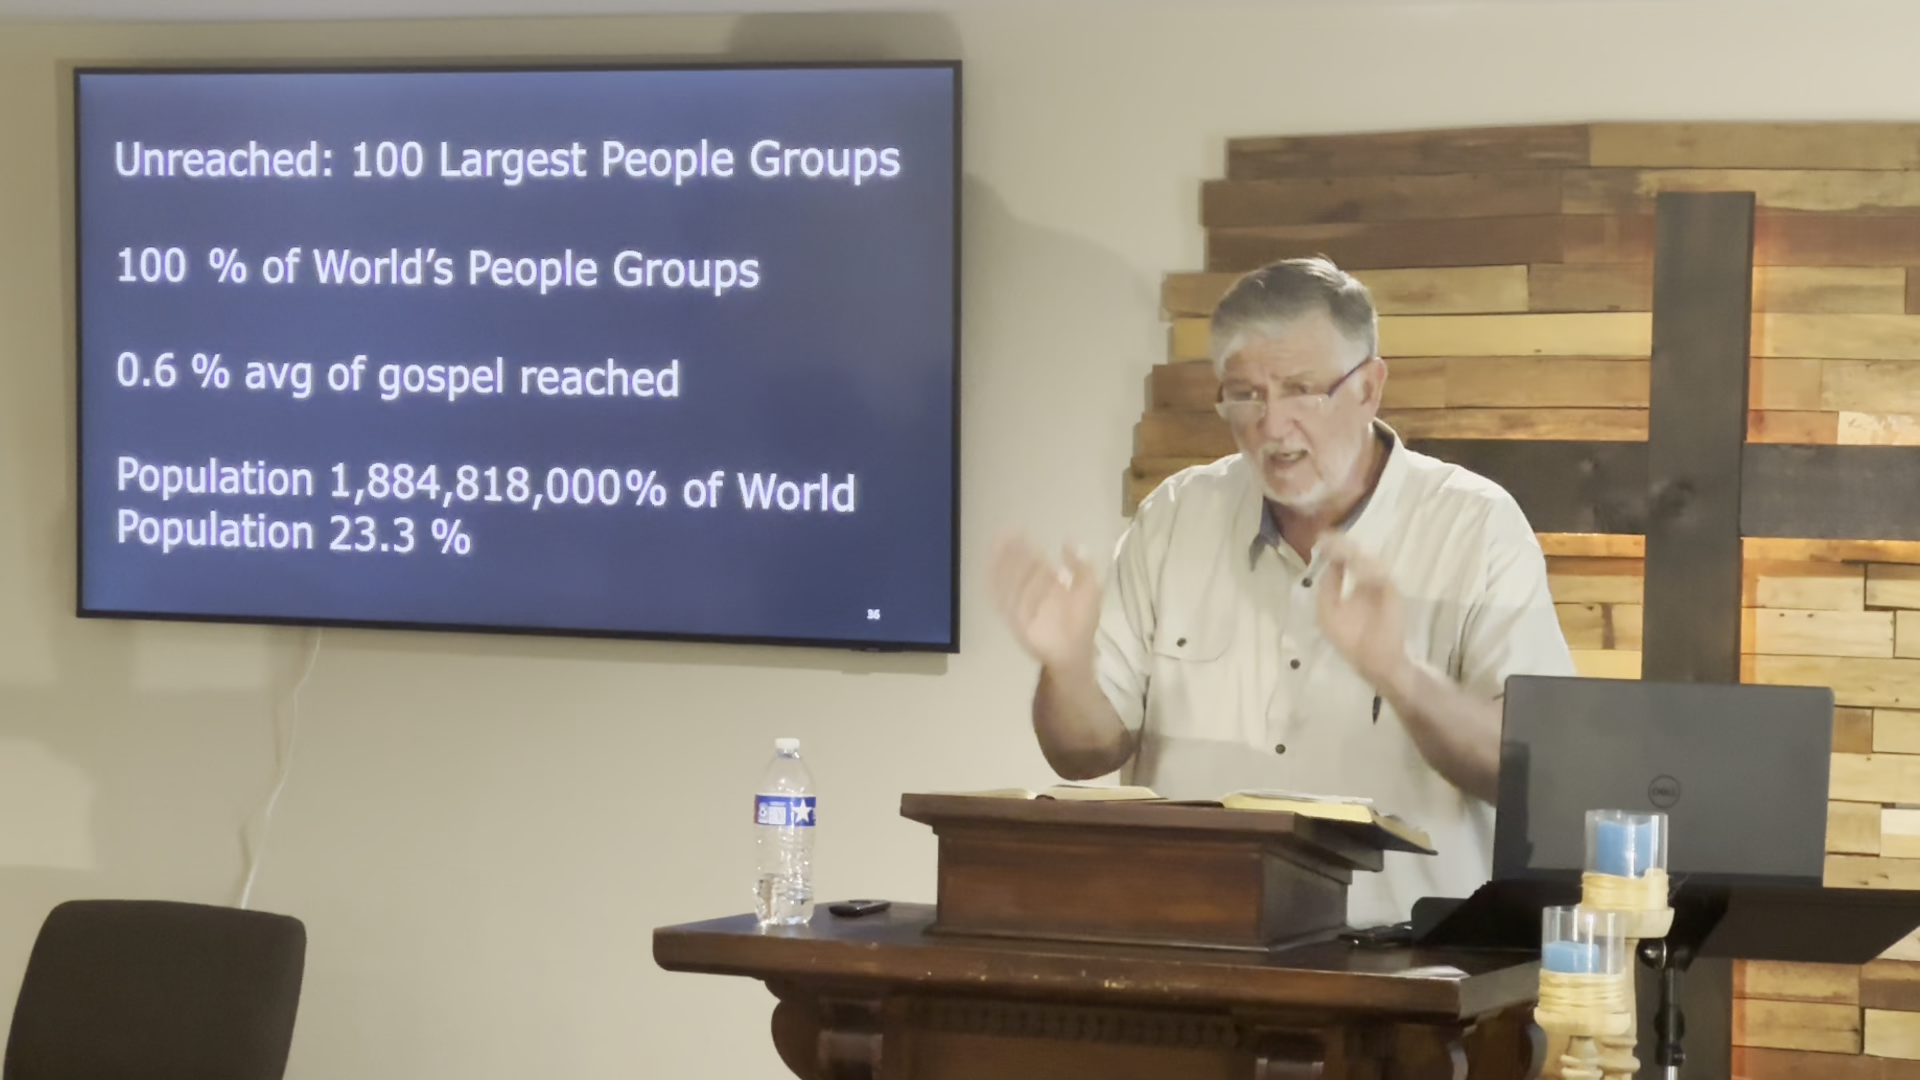 Unreached: 100 Largest People Groups
100 % of World's People Groups
0.6 % avg of gospel reached
Population 1,884,818,000% of World
Population 23.3 %
36
DELL